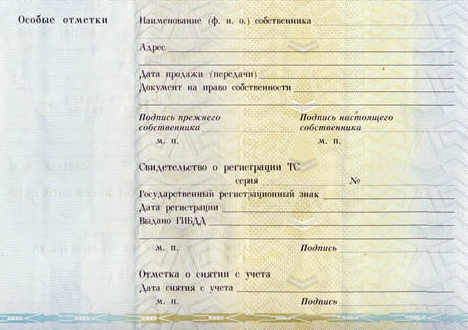 Особые отметки
Наименование (ф. и. о.) собственника
Адрес
Дата продажи (передачи)
Документ на право собственности
Подпись прежнего собственника
Подпись настоящего собственника
м. п.
м. п.
Свидетельство о регистрации ТС
серия №
Государственный регистрационный знак
Дата регистрации
Выдано ГИБДД
м. п.
Подпись
Отметка о снятии с учета
Дата снятия с учета
м. п.
Подпись